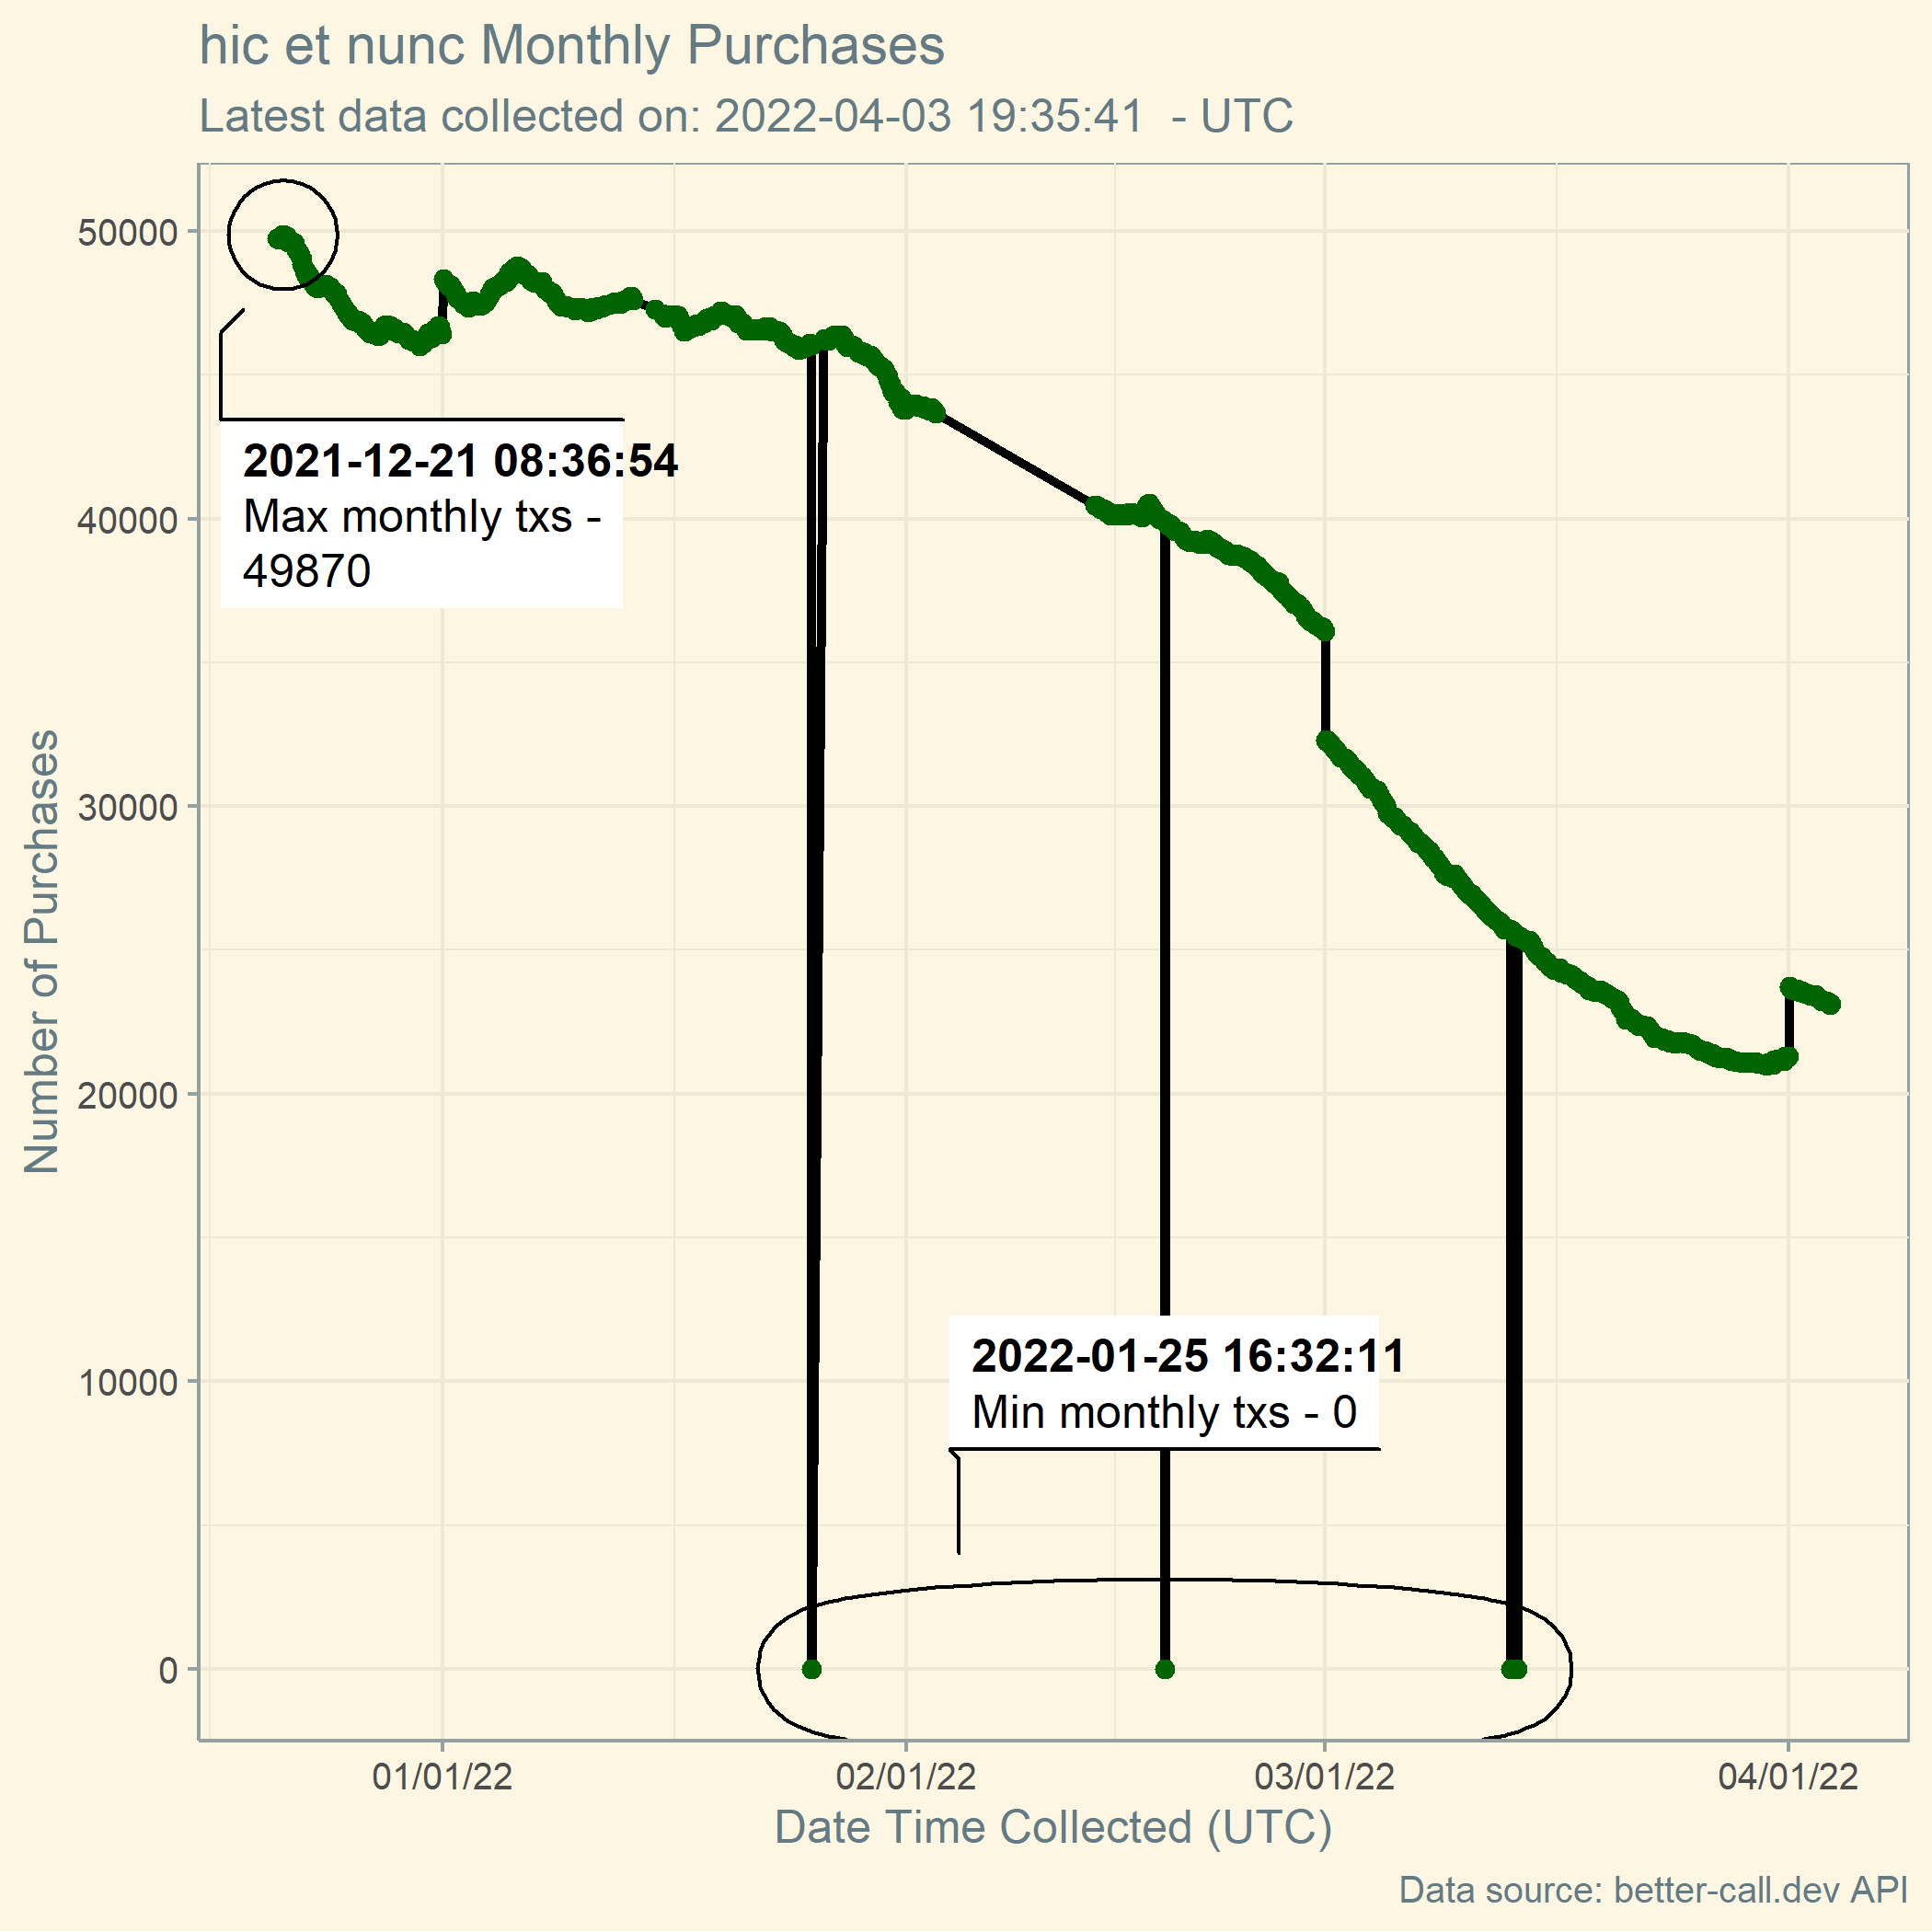 hic et nunc Monthly Purchases
Latest data collected on: 2022-04-03 19:35:41  - UTC
Number of Purchases
50000
40000
30000
20000
10000
0
2021-12-21 08:36:54
Max monthly txs -
49870
2022-01-25 16:32:11
Min monthly txs - 0
01/01/22
02/01/22
03/01/22
04/01/22
Date Time Collected (UTC)
Data source: better-call.dev API